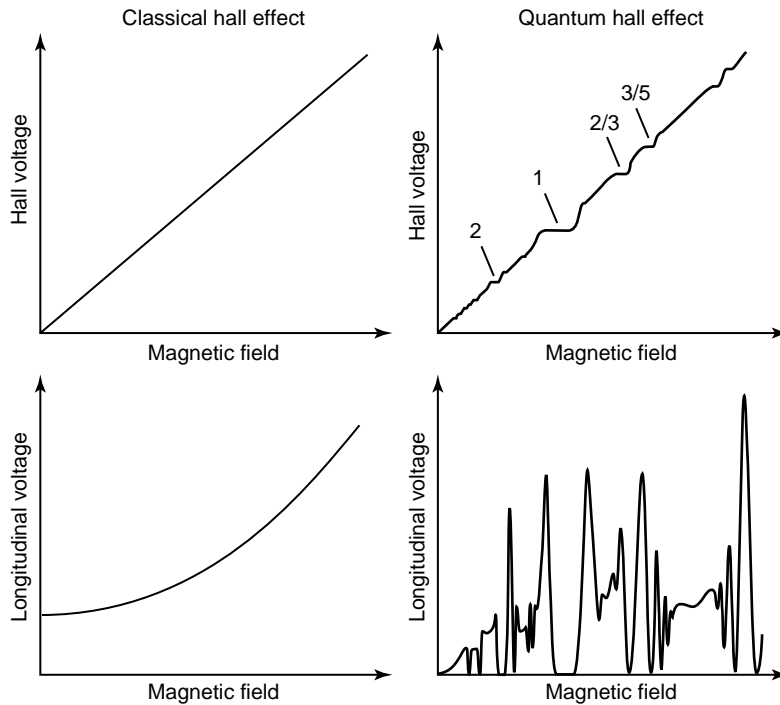 Classical hall effect
Hall voltage
Magnetic field
Quantum hall effect
Hall voltage
2
1
2/3
3/5
Magnetic field
Longitudinal voltage
Magnetic field
Longitudinal voltage
Magnetic field